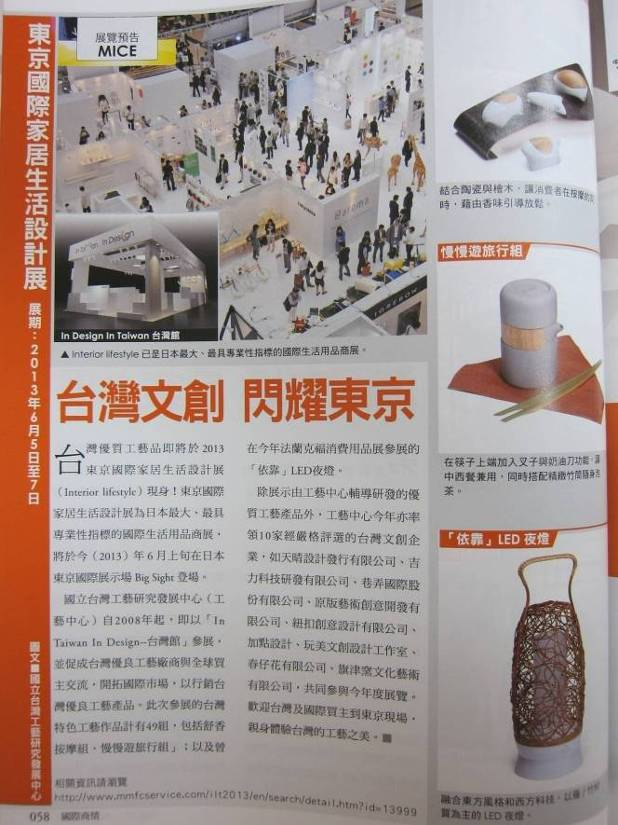 展覽預告
MICE
東京國際家居生活設計展
展期：2013年6月5日至7日
圖文■國立台灣工藝研究發展中心
In Design In Taiwan 台灣館
▲ Interior lifestyle 已是日本最大、最具專業性指標的國際生活用品商展。
台灣文創 閃耀東京
台灣優質工藝品即將於 2013
東京國際家居生活設計展
（Interior lifestyle）現身！東京國際
家居生活設計展為日本最大、最具
專業性指標的國際生活用品商展，
將於今（2013）年 6 月上旬在日本
東京國際展示場 Big Sight 登場。
國立台灣工藝研究發展中心（工
藝中心）自2008年起，即以「In
Taiwan In Design--台灣館」參展，
並促成台灣優良工藝廠商與全球買
主交流，開拓國際市場，以行銷台
灣優良工藝產品。此次參展的台灣
特色工藝作品計有49組，包括舒香
按摩組、慢慢遊旅行組」；以及曾
在今年法蘭克福消費用品展參展的
「依靠」LED夜燈。
除展示由工藝中心輔導研發的優
質工藝產品外，工藝中心今年亦率
領10家經嚴格評選的台灣文創企
業，如天晴設計發行有限公司、吉
力科技研發有限公司、巷弄國際股
份有限公司、原版藝術創意開發有
限公司、紐扣創意設計有限公司、
加點設計、玩美文創設計工作室、
春仔花有限公司、旗津窯文化藝術
有限公司，共同參與今年度展覽。
歡迎台灣及國際買主到東京現場，
親身體驗台灣的工藝之美。■
相關資訊請瀏覽
http://www.mmfcservice.com/ilt2013/en/search/detail.htm?id=13999
058 國際商情
結合陶瓷與檜木，讓消費者在按摩的同
時，藉由香味引導放鬆。
慢慢遊旅行組
在筷子上端加入叉子與奶油刀功能，讓
中西餐兼用，同時搭配精緻竹筒隨身泡
茶。
「依靠」LED 夜燈
融合東方風格和西方科技，以藤／竹材
質為主的 LED 夜燈。